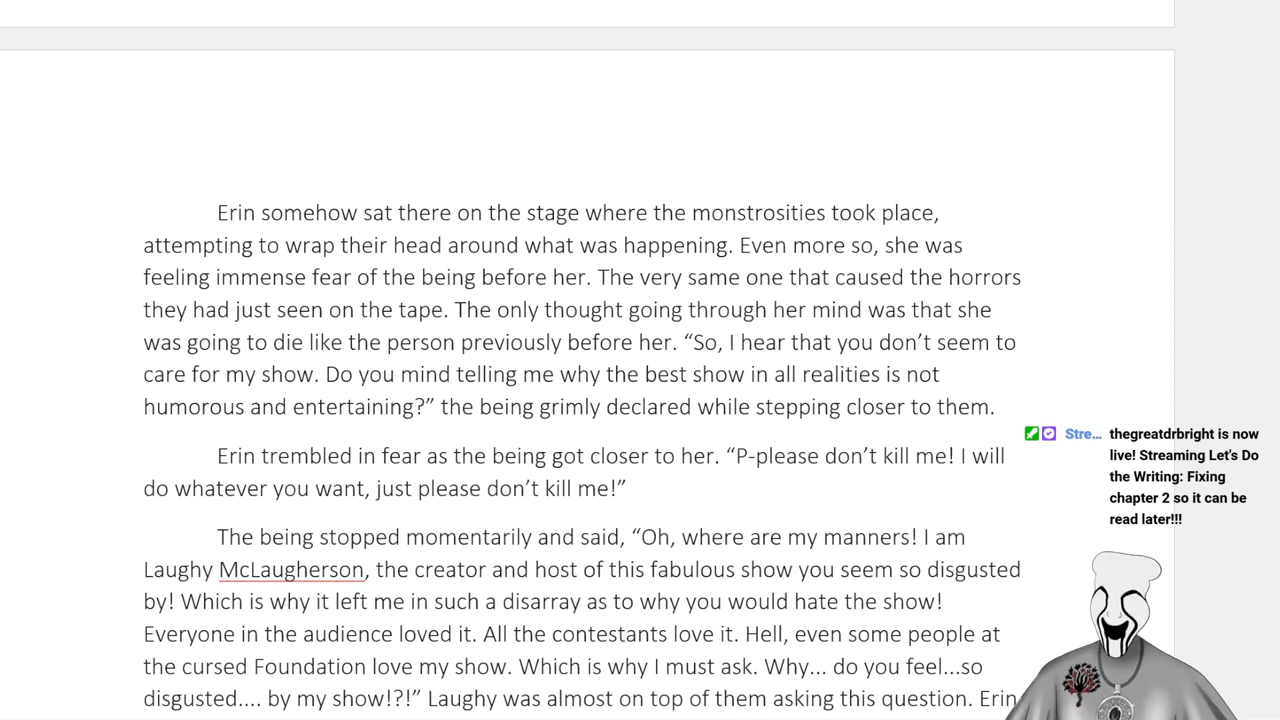 Erin somehow sat there on the stage where the monstrosities took place,
attempting to wrap their head around what was happening. Even more so, she was
feeling immense fear of the being before her. The very same one that caused the horrors
they had just seen on the tape. The only thought going through her mind was that she
was going to die like the person previously before her. “So, I hear that you don’t seem to
care for my show. Do you mind telling me why the best show in all realities is not
humorous and entertaining?” the being grimly declared while stepping closer to them.
Erin trembled in fear as the being got closer to her. “P-please don’t kill me! I will
do whatever you want, just please don’t kill me!”
The being stopped momentarily and said, “Oh, where are my manners! I am
Laughy McLaugherson, the creator and host of this fabulous show you seem so disgusted
by! Which is why it left me in such a disarray as to why you would hate the show!
Everyone in the audience loved it. All the contestants love it. Hell, even some people at
the cursed Foundation love my show. Which is why I must ask. Why... do you feel...so
disgusted.... by my show!?!” Laughy was almost on top of them asking this question. Erin
Stre... thegreatdrbright is now
live! Streaming Let's Do
the Writing: Fixing
chapter 2 so it can be
read later!!!